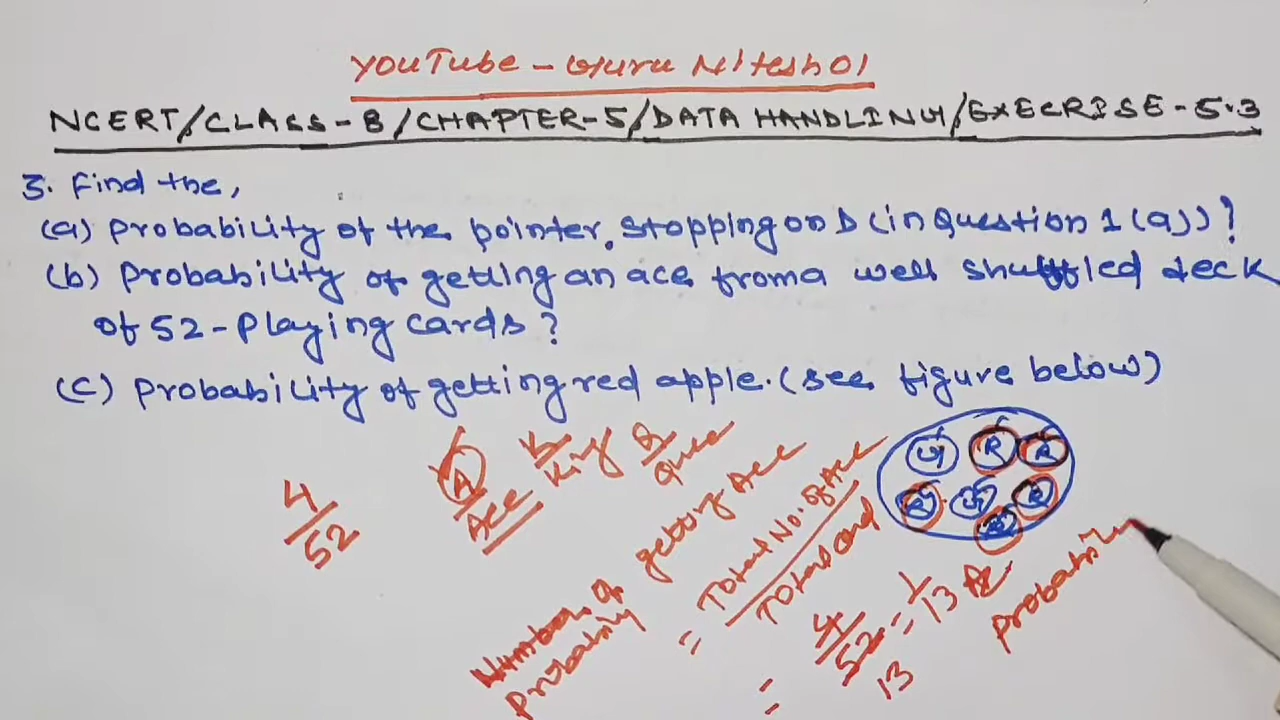 YouTube - Guru Nitesh01
NCERT/CLASS-8/CHAPTER-5/DATA HANDLING/EXECRISE-5.3
3. Find the,
(a) Probability of the pointer stopping on D (in Question 1 (a))?
(b) Probability of getting an ace from a well shuffled deck
of 52-Playing cards?
(c) Probability of getting red apple. (see figure below)
4/52
A
Ace
K
King
Q
G R R
R G R
R
Number of
Probability getting Ace
= Total No. of Ace / Total Card
= 4/52 = 1/13
13
Probability